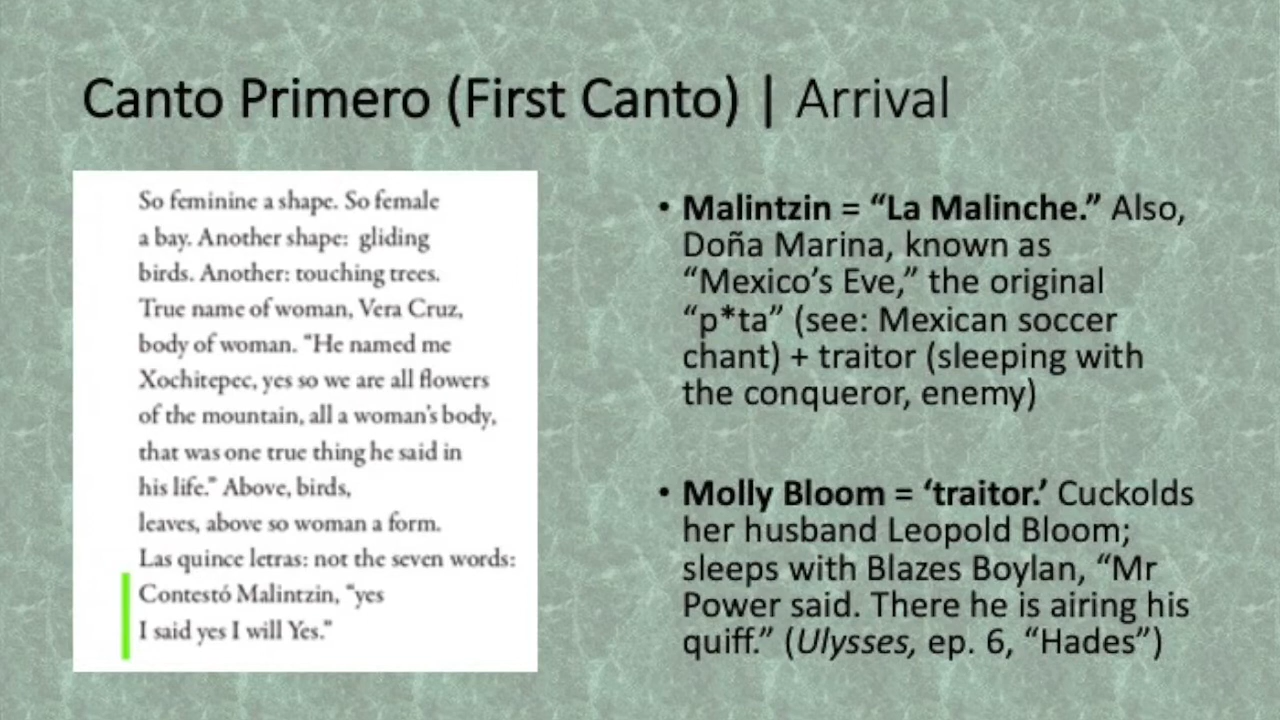 Canto Primero (First Canto) | Arrival
So feminine a shape. So female
a bay. Another shape: gliding
birds. Another: touching trees.
True name of woman, Vera Cruz,
body of woman. “He named me
Xochitepec, yes so we are all flowers
of the mountain, all a woman’s body,
that was one true thing he said in
his life.” Above, birds,
leaves, above so woman a form.
Las quince letras: not the seven words:
Contestó Malintzin, “yes
I said yes I will Yes.”
• Malintzin = “La Malinche.” Also,
Doña Marina, known as
“Mexico’s Eve,” the original
“p*ta” (see: Mexican soccer
chant) + traitor (sleeping with
the conqueror, enemy)
• Molly Bloom = ‘traitor.’ Cuckolds
her husband Leopold Bloom;
sleeps with Blazes Boylan, “Mr
Power said. There he is airing his
quiff.” (Ulysses, ep. 6, “Hades”)